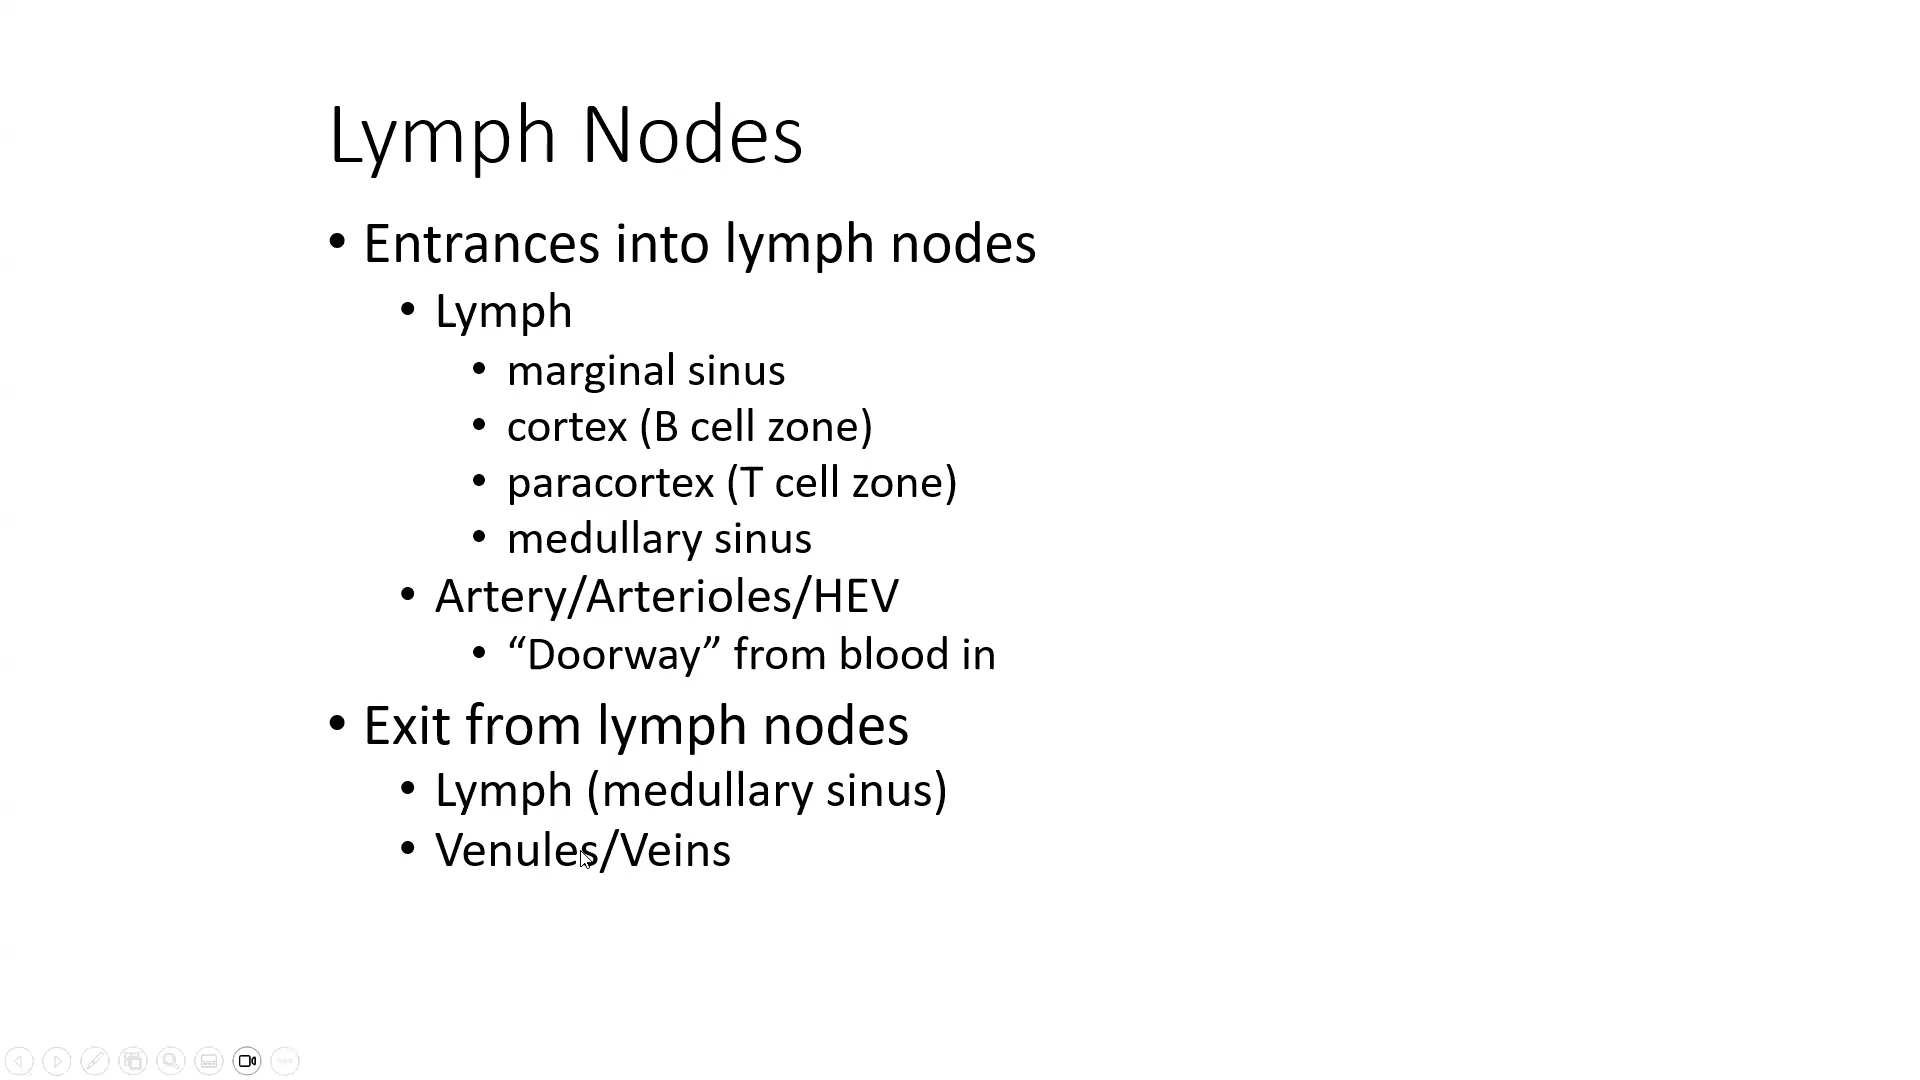 Lymph Nodes
• Entrances into lymph nodes
• Lymph
• marginal sinus
• cortex (B cell zone)
• paracortex (T cell zone)
• medullary sinus
• Artery/Arterioles/HEV
• “Doorway” from blood in
• Exit from lymph nodes
• Lymph (medullary sinus)
• Venules/Veins